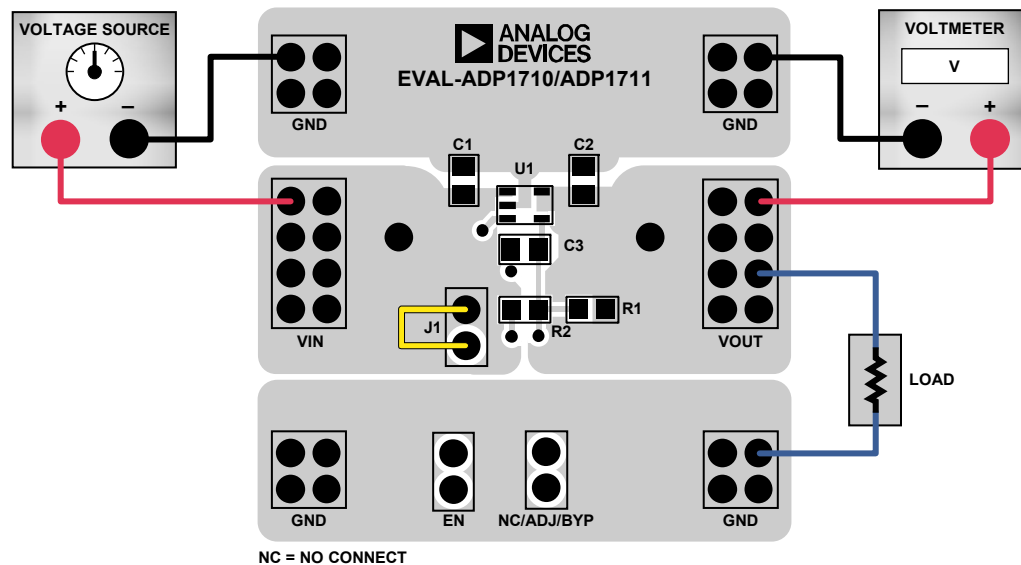 VOLTAGE SOURCE
+ –
ANALOG
DEVICES
EVAL-ADP1710/ADP1711
VOLTMETER
V
– +
GND
GND
C1
C2
U1
C3
J1
R2
R1
VIN
VOUT
LOAD
GND
EN
NC/ADJ/BYP
GND
NC = NO CONNECT